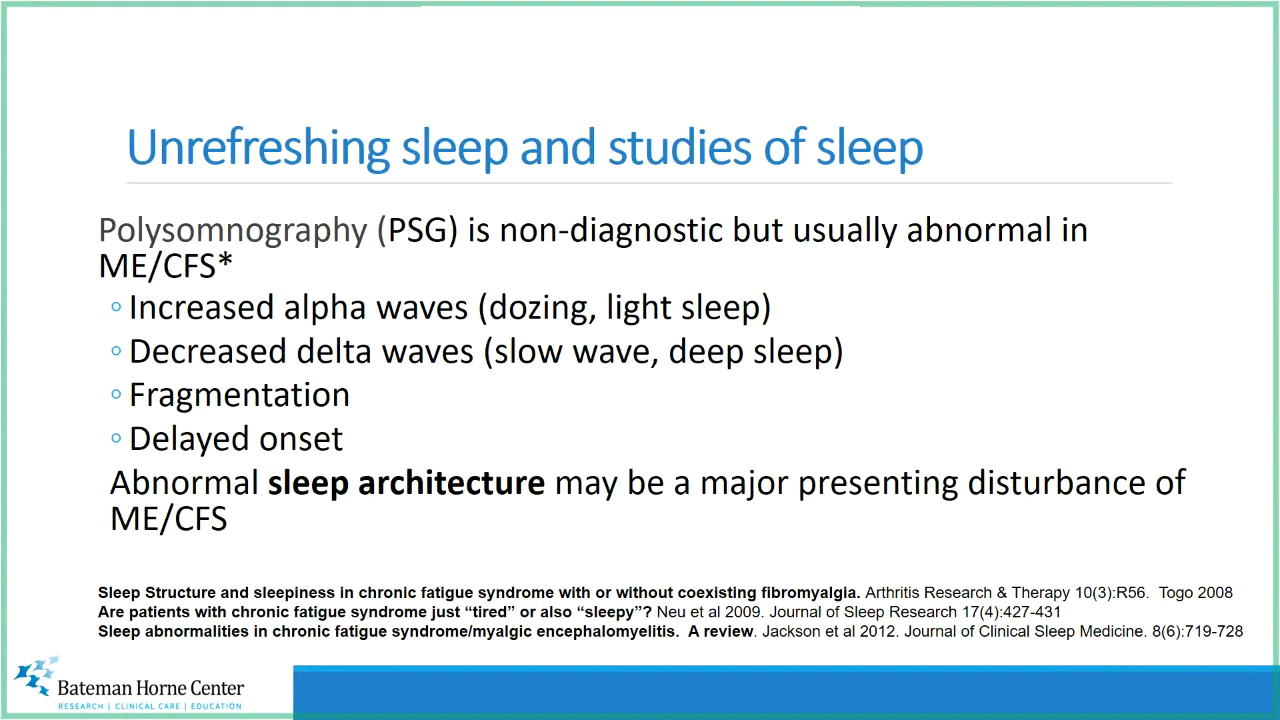 Unrefreshing sleep and studies of sleep
Polysomnography (PSG) is non-diagnostic but usually abnormal in
ME/CFS*
◦ Increased alpha waves (dozing, light sleep)
◦ Decreased delta waves (slow wave, deep sleep)
◦ Fragmentation
◦ Delayed onset
Abnormal sleep architecture may be a major presenting disturbance of
ME/CFS
Sleep Structure and sleepiness in chronic fatigue syndrome with or without coexisting fibromyalgia. Arthritis Research & Therapy 10(3):R56. Togo 2008
Are patients with chronic fatigue syndrome just “tired” or also “sleepy”? Neu et al 2009. Journal of Sleep Research 17(4):427-431
Sleep abnormalities in chronic fatigue syndrome/myalgic encephalomyelitis. A review. Jackson et al 2012. Journal of Clinical Sleep Medicine. 8(6):719-728
Bateman Horne Center
RESEARCH | CLINICAL CARE | EDUCATION